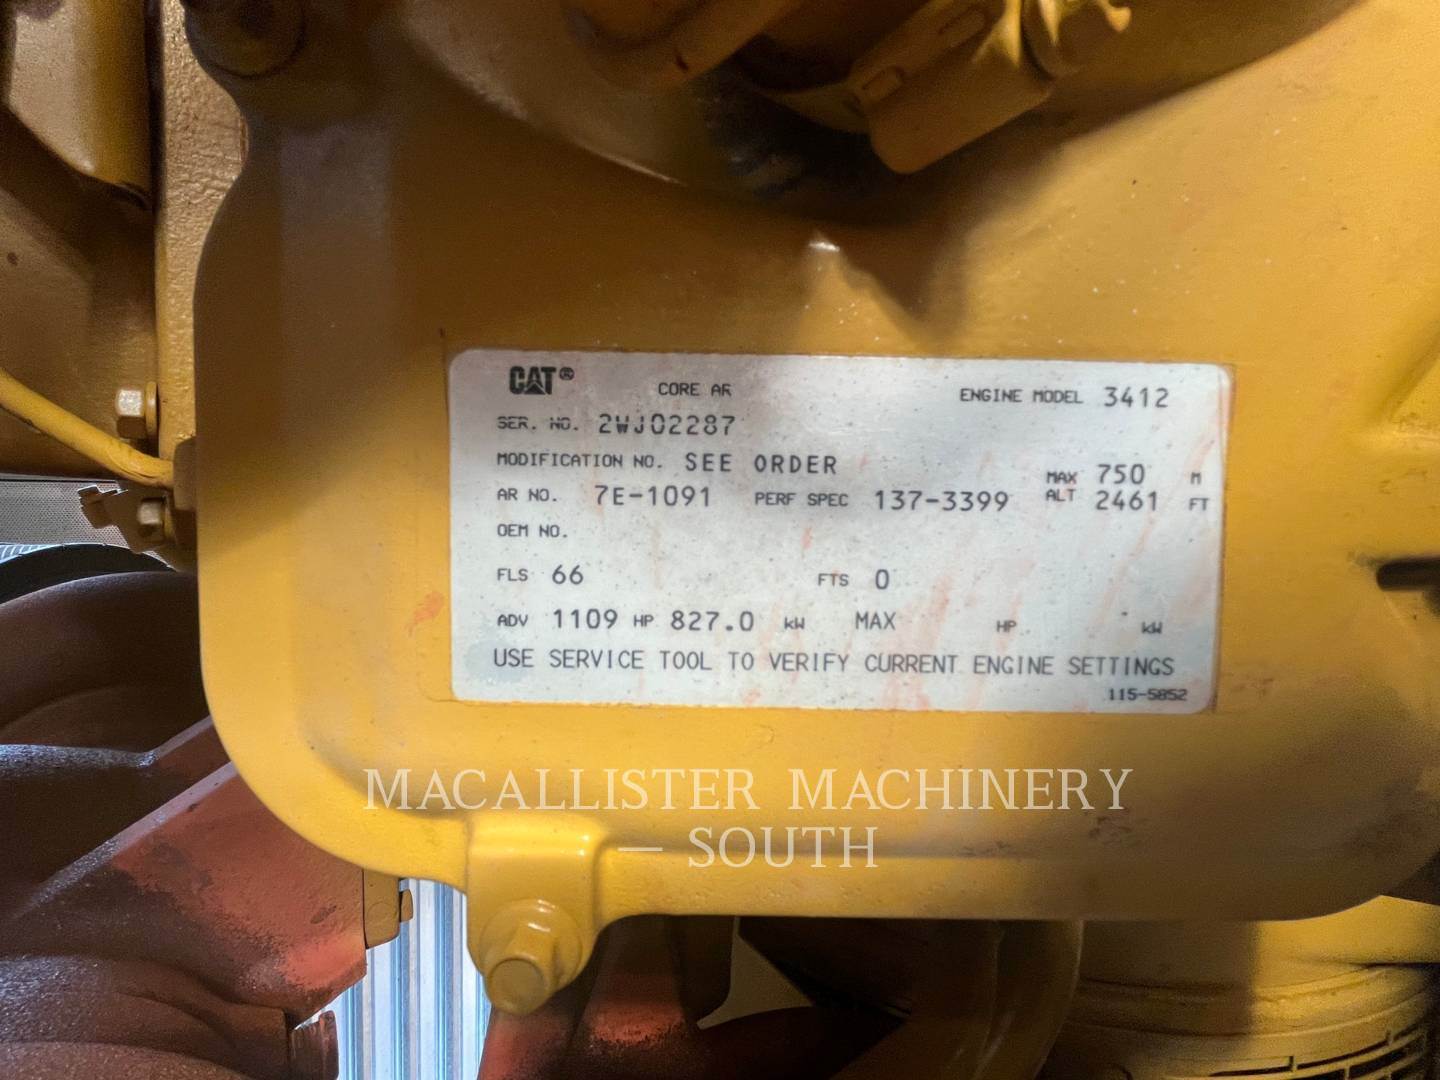 CAT® CORE AR ENGINE MODEL 3412
SER. NO. 2WJ02287
MODIFICATION NO. SEE ORDER MAX 750 M
AR NO. 7E-1091 PERF SPEC 137-3399 ALT 2461 FT
OEM NO.
FLS 66 FTS 0
ADV 1109 HP 827.0 kW MAX HP kW
USE SERVICE TOOL TO VERIFY CURRENT ENGINE SETTINGS
115-5852
MACALLISTER MACHINERY
— SOUTH